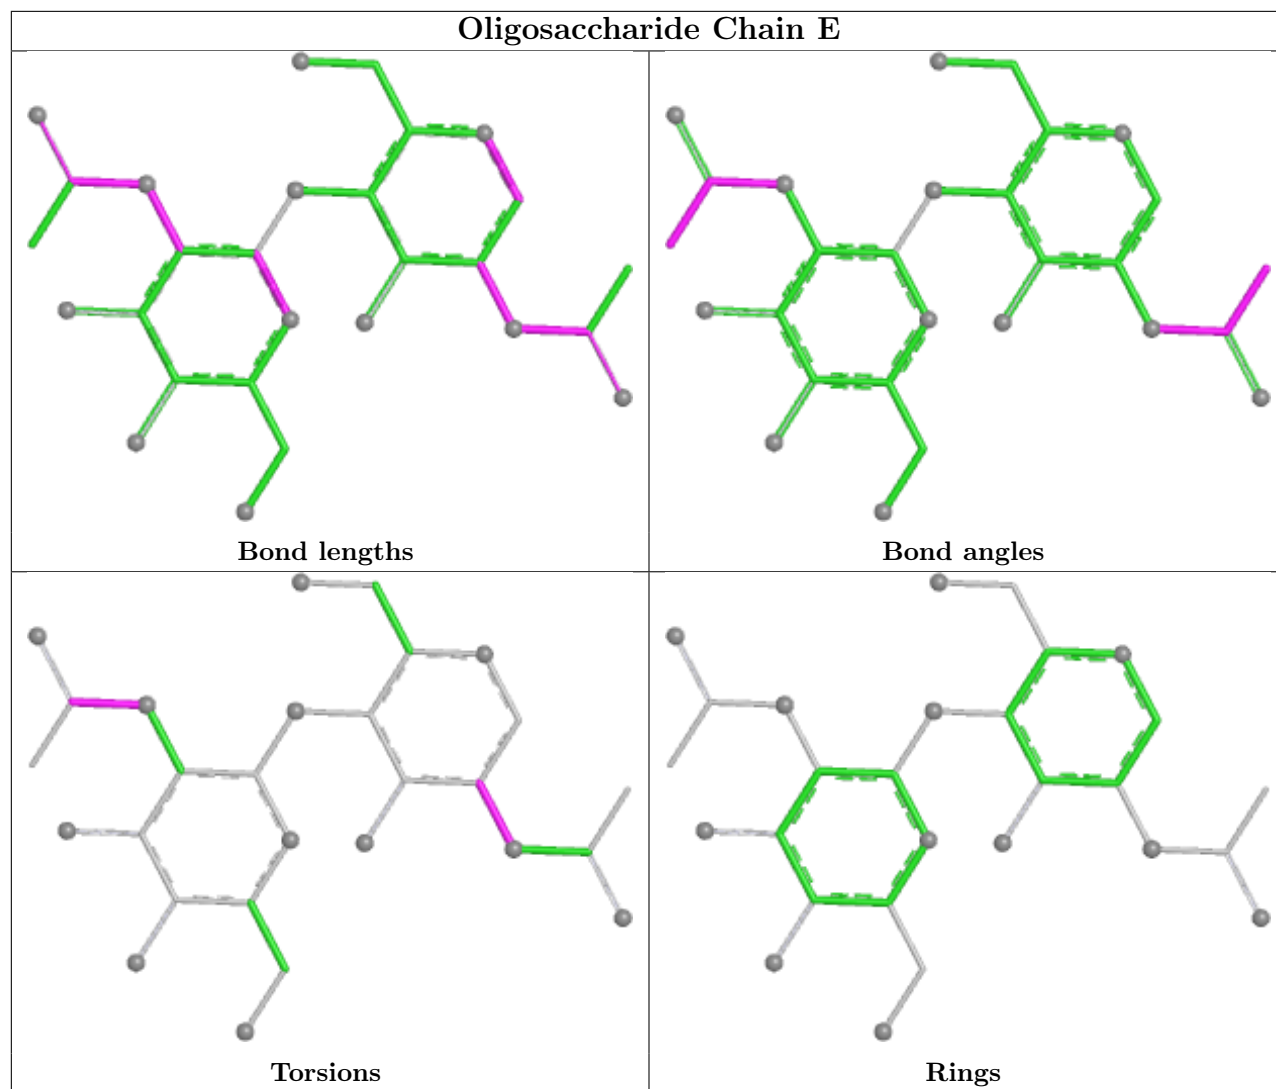 Oligosaccharide Chain E
Bond lengths
Bond angles
Torsions
Rings